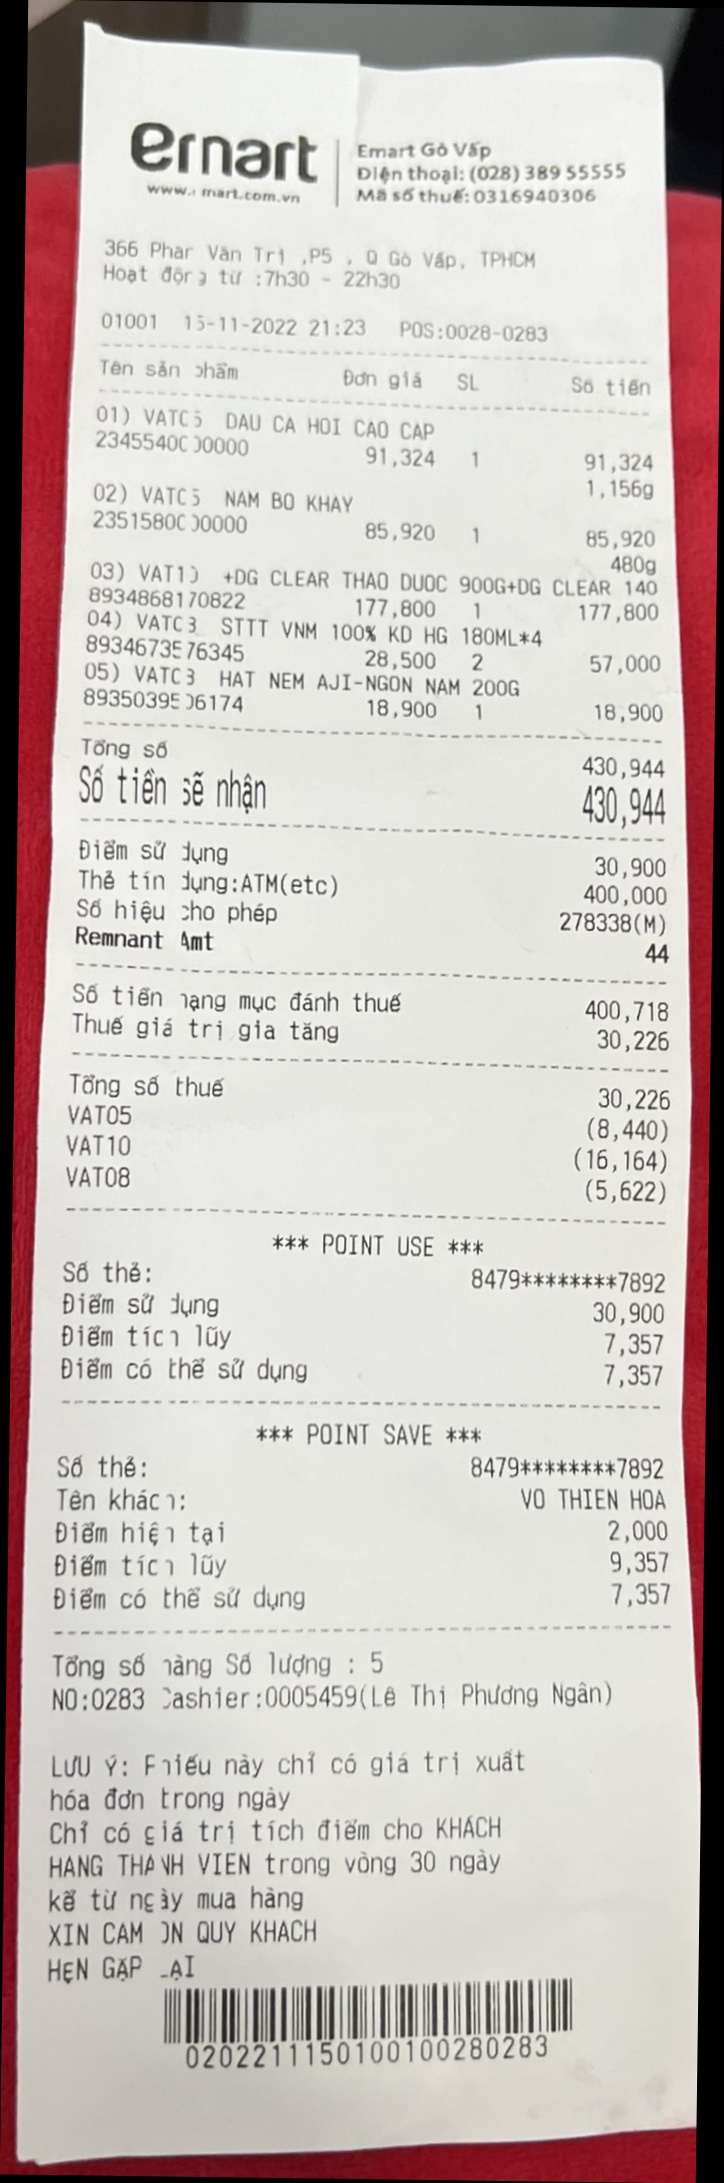 emart
www.emart.com.vn
Emart Gò Vấp
Điện thoại: (028) 389 55555
Mã số thuế: 0316940306
366 Phan Văn Trị ,P5 , Q Gò Vấp, TPHCM
Hoạt động từ :7h30 - 22h30
01001 15-11-2022 21:23 POS:0028-0283
Tên sản phẩm Đơn giá SL Số tiền
01) VAT05 DAU CA HOI CAO CAP
2345540000000 91,324 1 91,324
1,156g
02) VAT05 NAM BO KHAY
2351580000000 85,920 1 85,920
480g
03) VAT10 +DG CLEAR THAO DUOC 900G+DG CLEAR 140
8934868170822 177,800 1 177,800
04) VAT08 STTT VNM 100% KD HG 180ML*4
8934673576345 28,500 2 57,000
05) VAT08 HAT NEM AJI-NGON NAM 200G
8935039506174 18,900 1 18,900
Tổng số 430,944
Số tiền sẽ nhận 430,944
Điểm sử dụng 30,900
Thẻ tín dụng:ATM(etc) 400,000
Số hiệu cho phép 278338(M)
Remnant Amt 44
Số tiền hạng mục đánh thuế 400,718
Thuế giá trị gia tăng 30,226
Tổng số thuế 30,226
VAT05 (8,440)
VAT10 (16,164)
VAT08 (5,622)
*** POINT USE ***
Số thẻ: 8479********7892
Điểm sử dụng 30,900
Điểm tích lũy 7,357
Điểm có thể sử dụng 7,357
*** POINT SAVE ***
Số thẻ: 8479********7892
Tên khách: VO THIEN HOA
Điểm hiện tại 2,000
Điểm tích lũy 9,357
Điểm có thể sử dụng 7,357
Tổng số hàng Số lượng : 5
NO:0283 Cashier:0005459(Lê Thị Phương Ngân)
LƯU Ý: Phiếu này chỉ có giá trị xuất
hóa đơn trong ngày
Chỉ có giá trị tích điểm cho KHÁCH
HÀNG THÀNH VIÊN trong vòng 30 ngày
kể từ ngày mua hàng
XIN CAM ON QUY KHACH
HẸN GẶP LẠI
0202211150100100280283